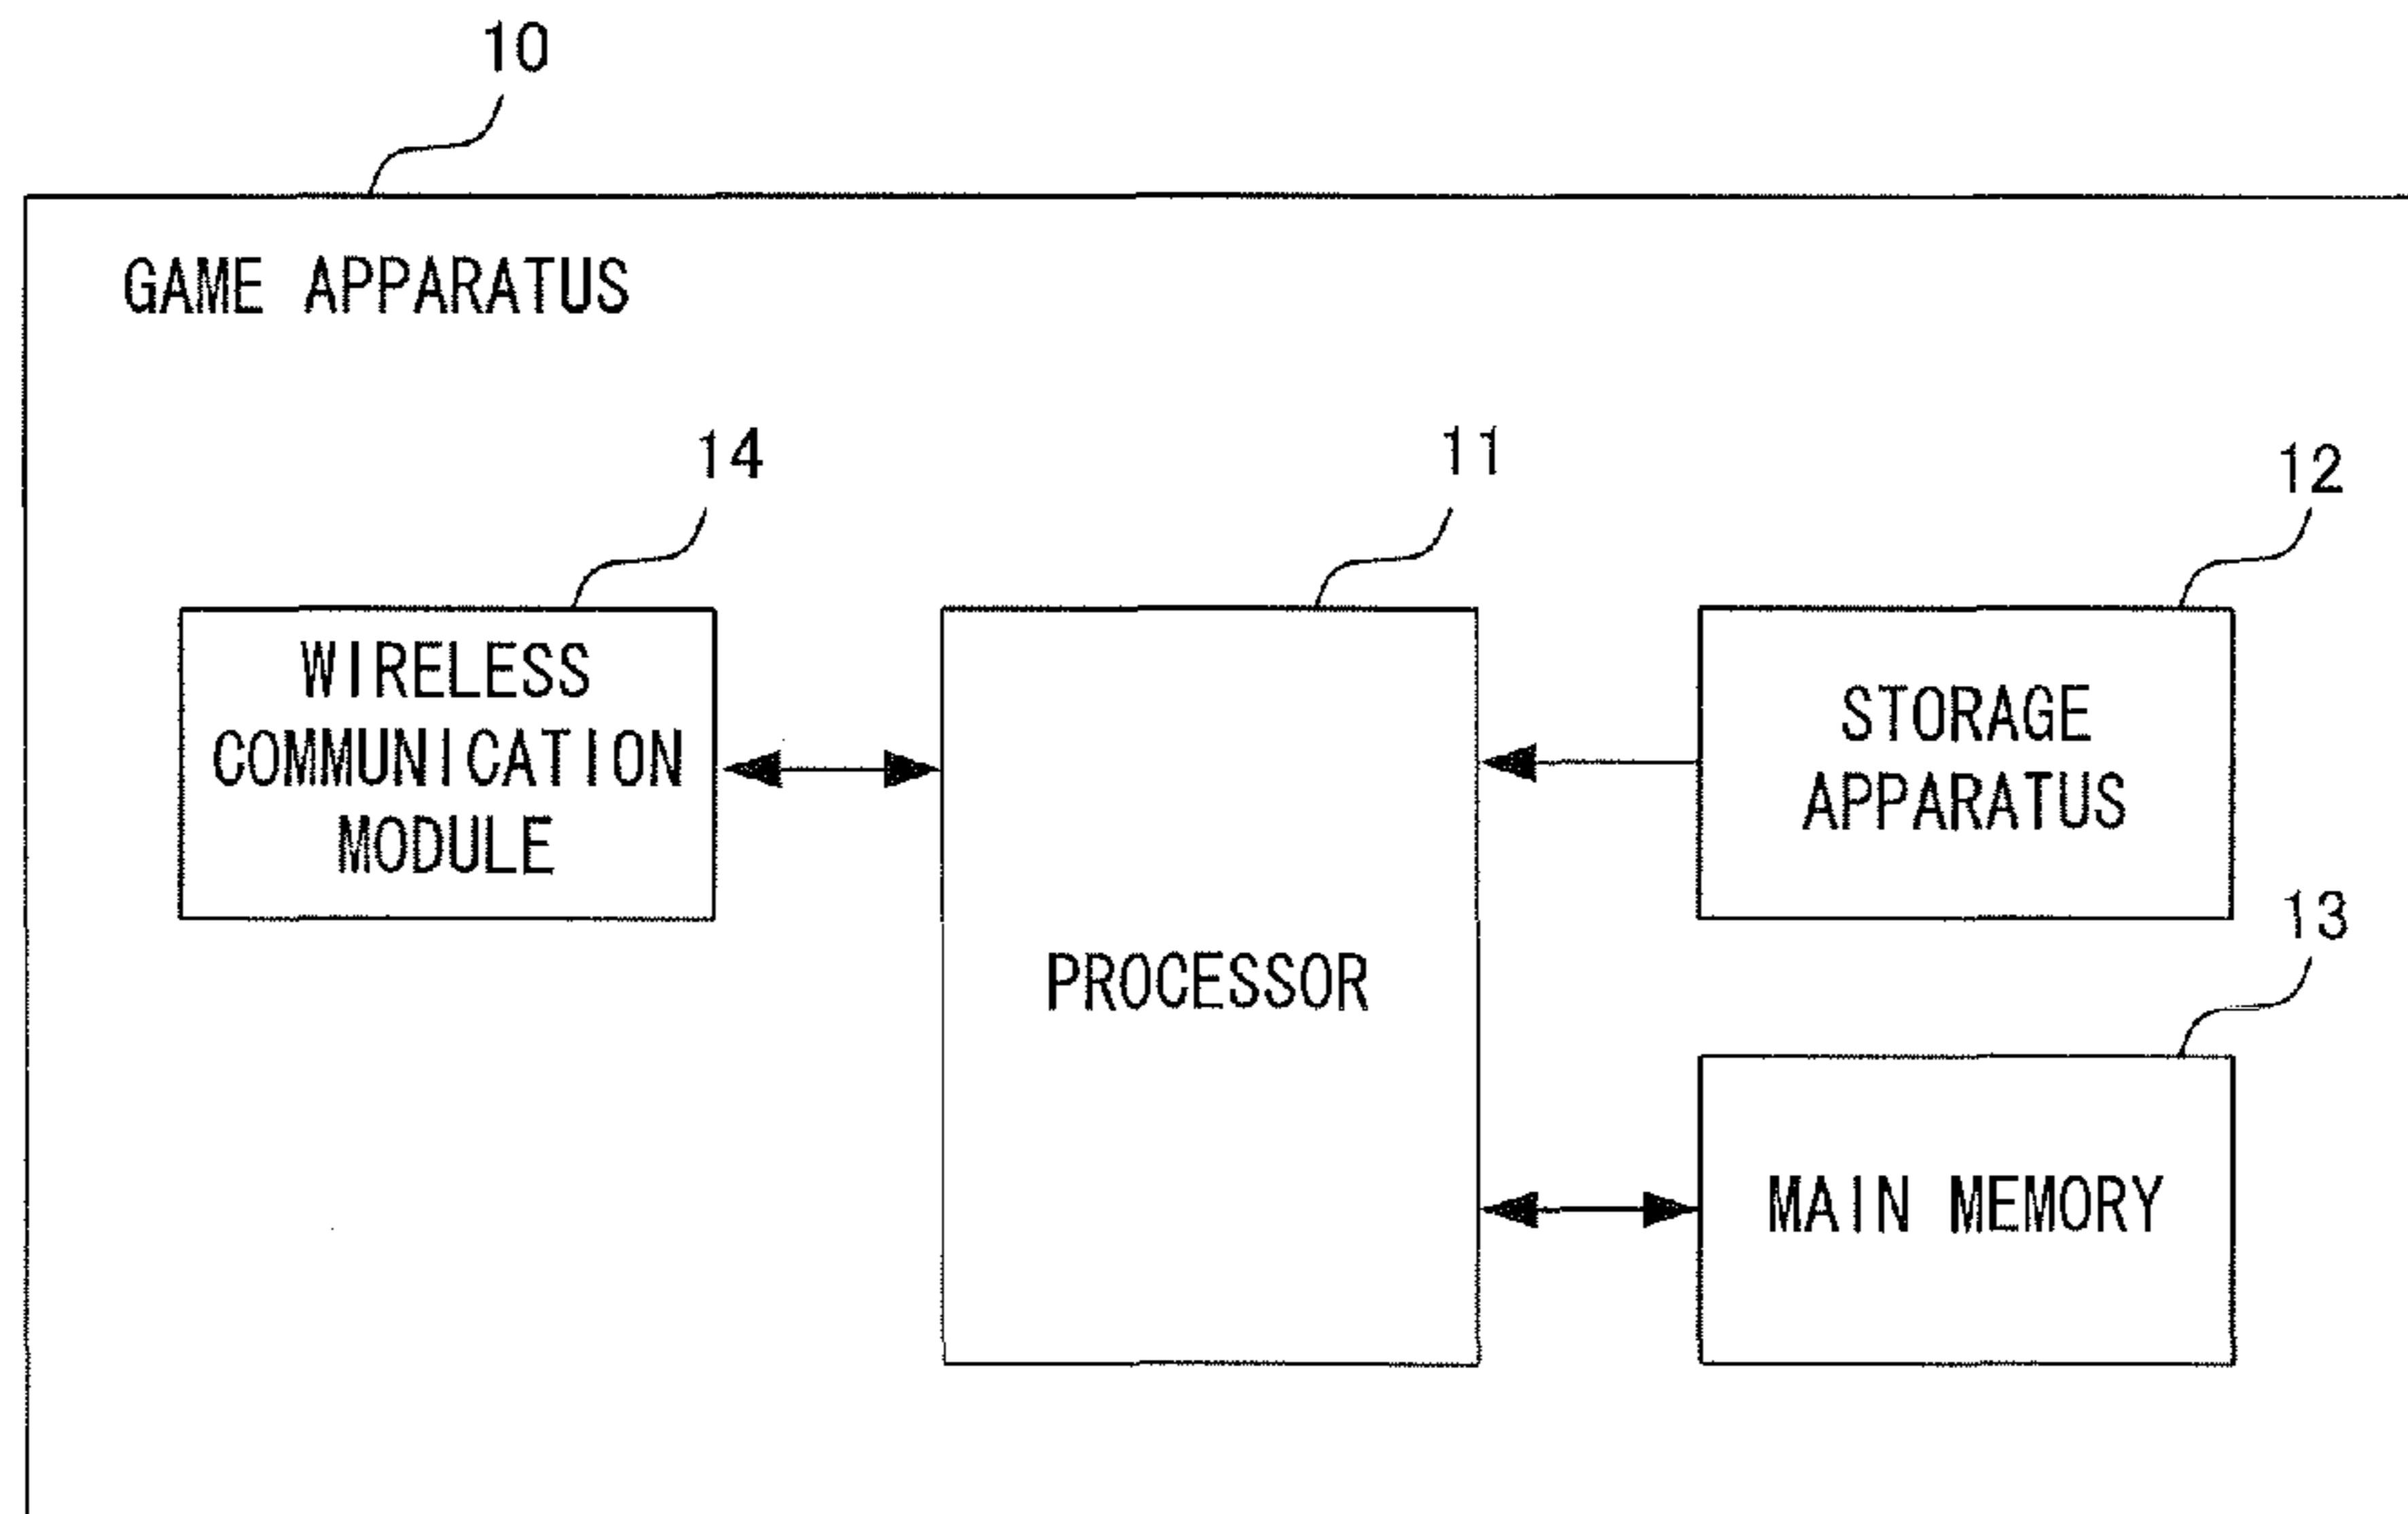 10
GAME APPARATUS
14
11
12
WIRELESS
COMMUNICATION
MODULE
PROCESSOR
STORAGE
APPARATUS
13
MAIN MEMORY